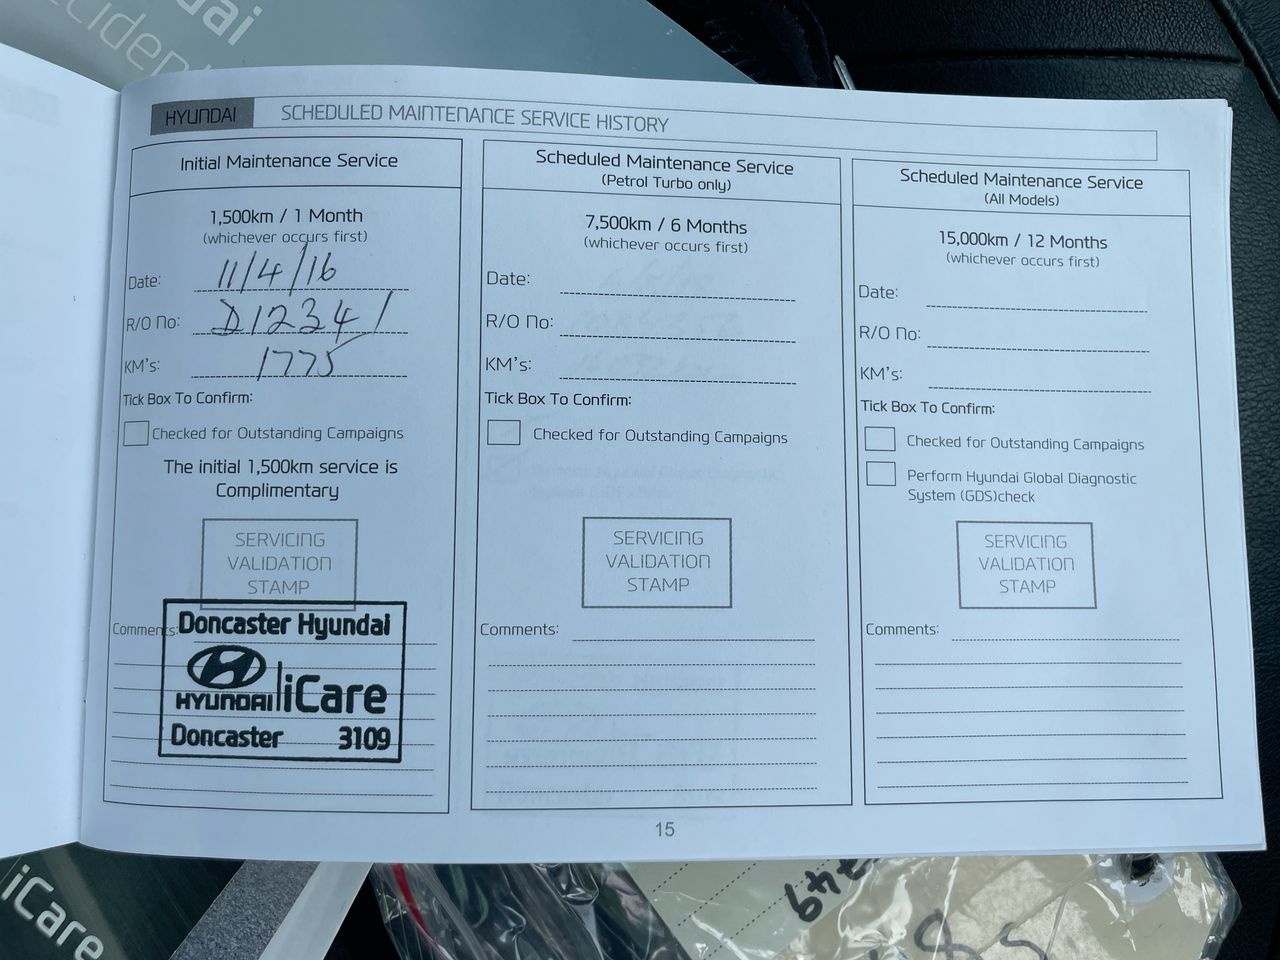 HYUNDAI SCHEDULED MAINTENANCE SERVICE HISTORY
Initial Maintenance Service
1,500km / 1 Month
(whichever occurs first)
Date: 11/4/16
R/O No: D12341
KM's: 1775
Tick Box To Confirm:
Checked for Outstanding Campaigns
The initial 1,500km service is
Complimentary
SERVICING
VALIDATION
STAMP
Comments:
Doncaster Hyundai
HYUNDAI iCare
Doncaster 3109
Scheduled Maintenance Service
(Petrol Turbo only)
7,500km / 6 Months
(whichever occurs first)
Date:
R/O No:
KM's:
Tick Box To Confirm:
Checked for Outstanding Campaigns
SERVICING
VALIDATION
STAMP
Comments:
Scheduled Maintenance Service
(All Models)
15,000km / 12 Months
(whichever occurs first)
Date:
R/O No:
KM's:
Tick Box To Confirm:
Checked for Outstanding Campaigns
Perform Hyundai Global Diagnostic
System (GDS)check
SERVICING
VALIDATION
STAMP
Comments:
15
iCare